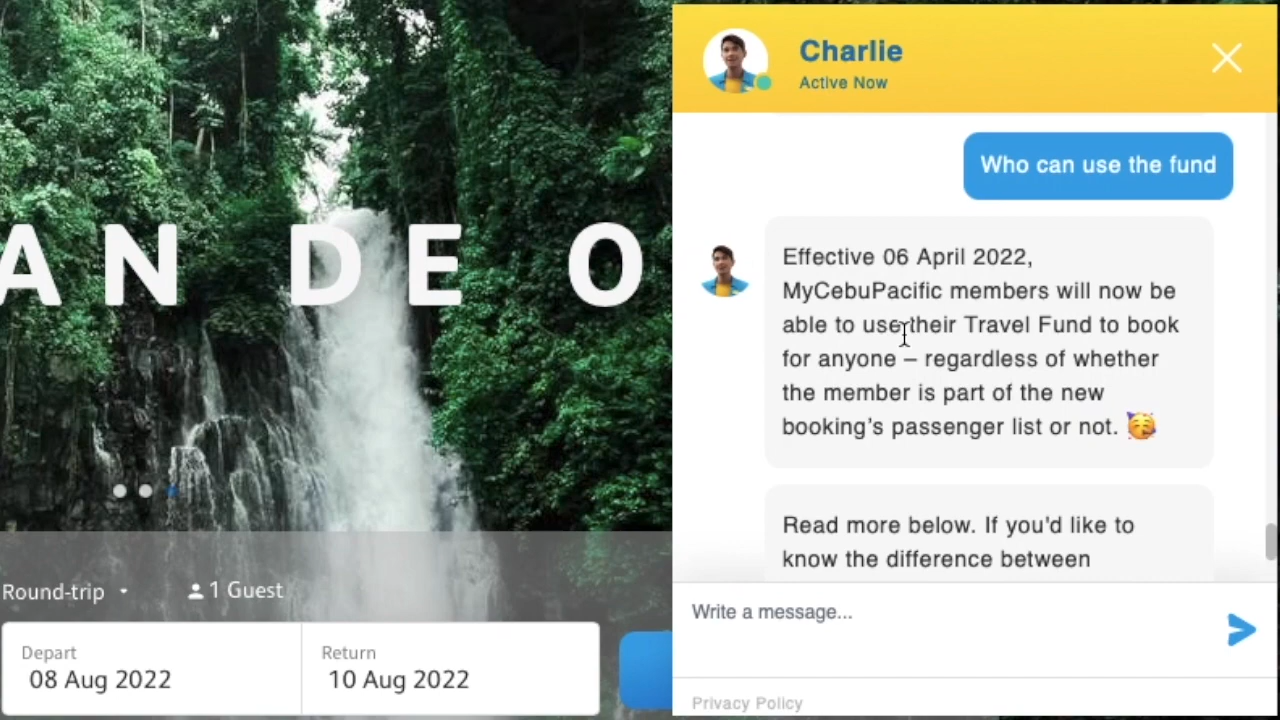 AN DE O
Round-trip
1 Guest
Depart
08 Aug 2022
Return
10 Aug 2022
Charlie
Active Now
Who can use the fund
Effective 06 April 2022,
MyCebuPacific members will now be
able to use their Travel Fund to book
for anyone – regardless of whether
the member is part of the new
booking's passenger list or not. 🥳
Read more below. If you'd like to
know the difference between
Write a message...
Privacy Policy